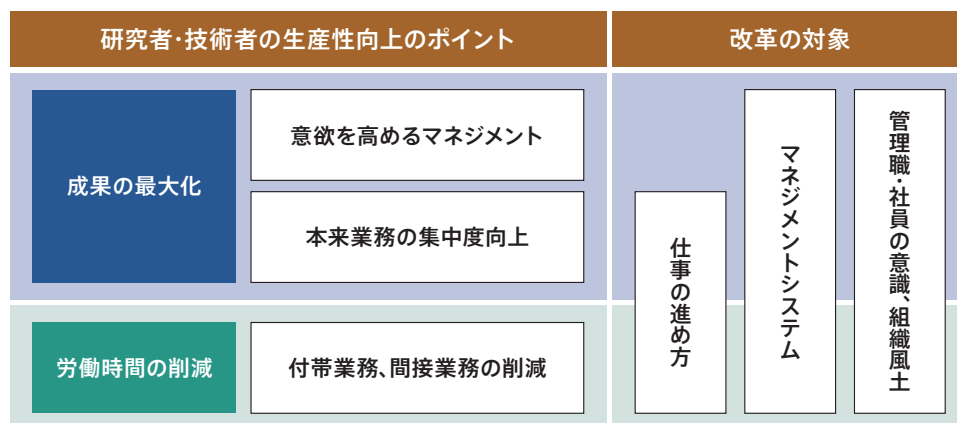 研究者・技術者の生産性向上のポイント
改革の対象
成果の最大化
意欲を高めるマネジメント
本来業務の集中度向上
労働時間の削減
付帯業務、間接業務の削減
仕事の進め方
マネジメントシステム
管理職・社員の意識、組織風土